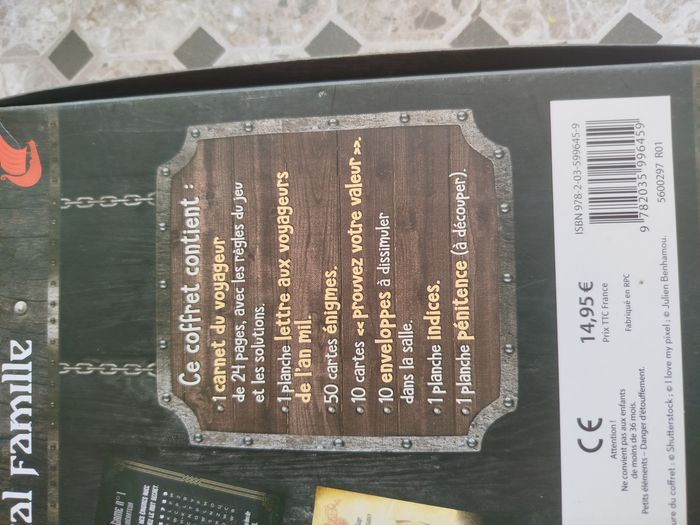 al Famille
Ce coffret contient :
• 1 carnet du voyageur
de 24 pages, avec les règles du jeu
et les solutions.
• 1 planche lettre aux voyageurs
de l'an mil.
• 50 cartes énigmes.
• 10 cartes « prouvez votre valeur ».
• 10 enveloppes à dissimuler
dans la salle.
• 1 planche indices.
• 1 planche pénitence (à découper).
CE
Attention !
Ne convient pas aux enfants
de moins de 36 mois.
Petits éléments – Danger d'étouffement.
14,95 €
Prix TTC France
Fabriqué en RPC
ISBN 978-2-03-599645-9
9 782035 996459
5600297 R01
ure du coffret : © Shutterstock ; © I love my pixel ; © Julien Benhamou.